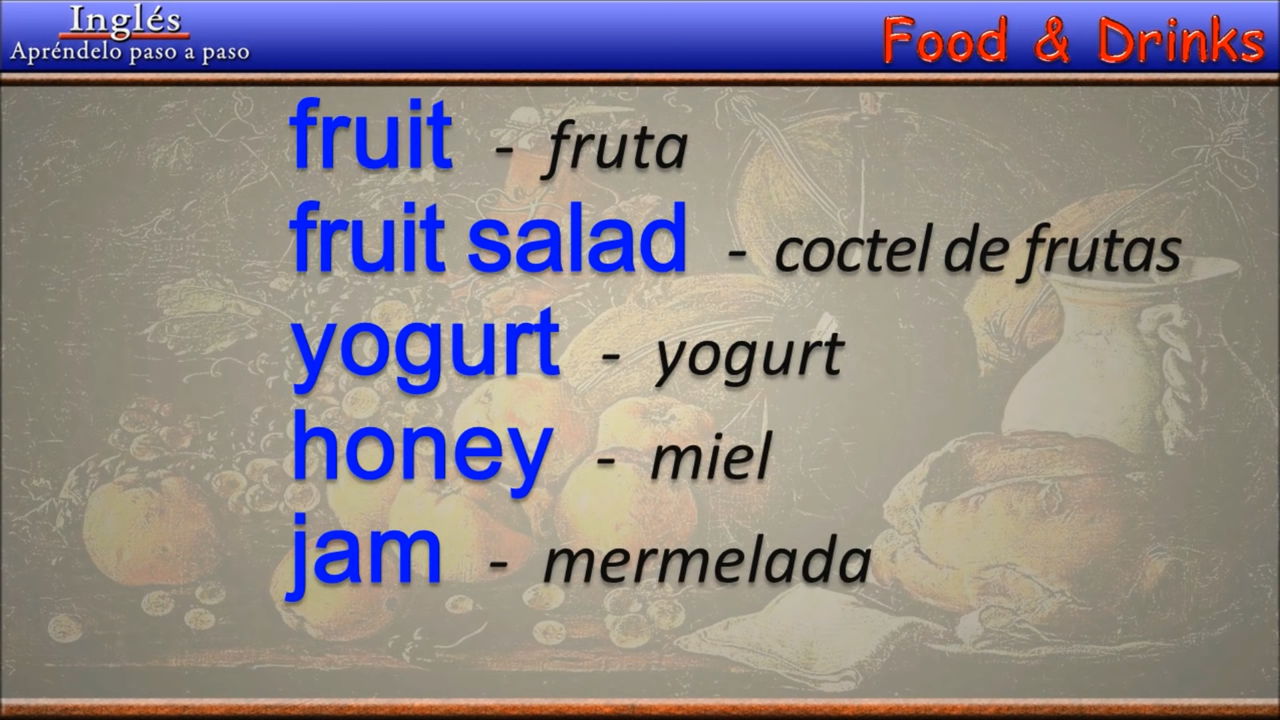 Inglés
Apréndelo paso a paso
Food & Drinks
fruit - fruta
fruit salad - coctel de frutas
yogurt - yogurt
honey - miel
jam - mermelada